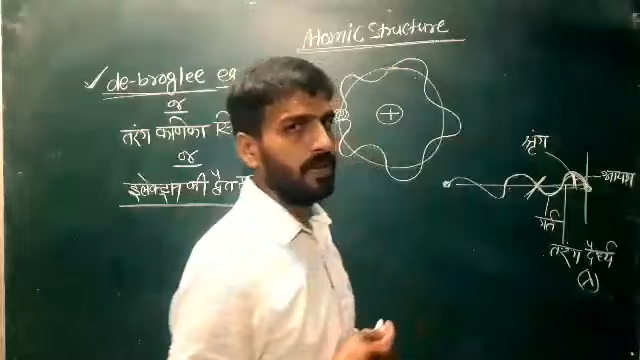 Atomic Structure
✓ de-broglee
or
तरंग कणिका
or
इलेक्ट्रान की द्वैत
+
श्रृंग
आयाम
गर्त
तरंग दैर्ध्य
(λ)